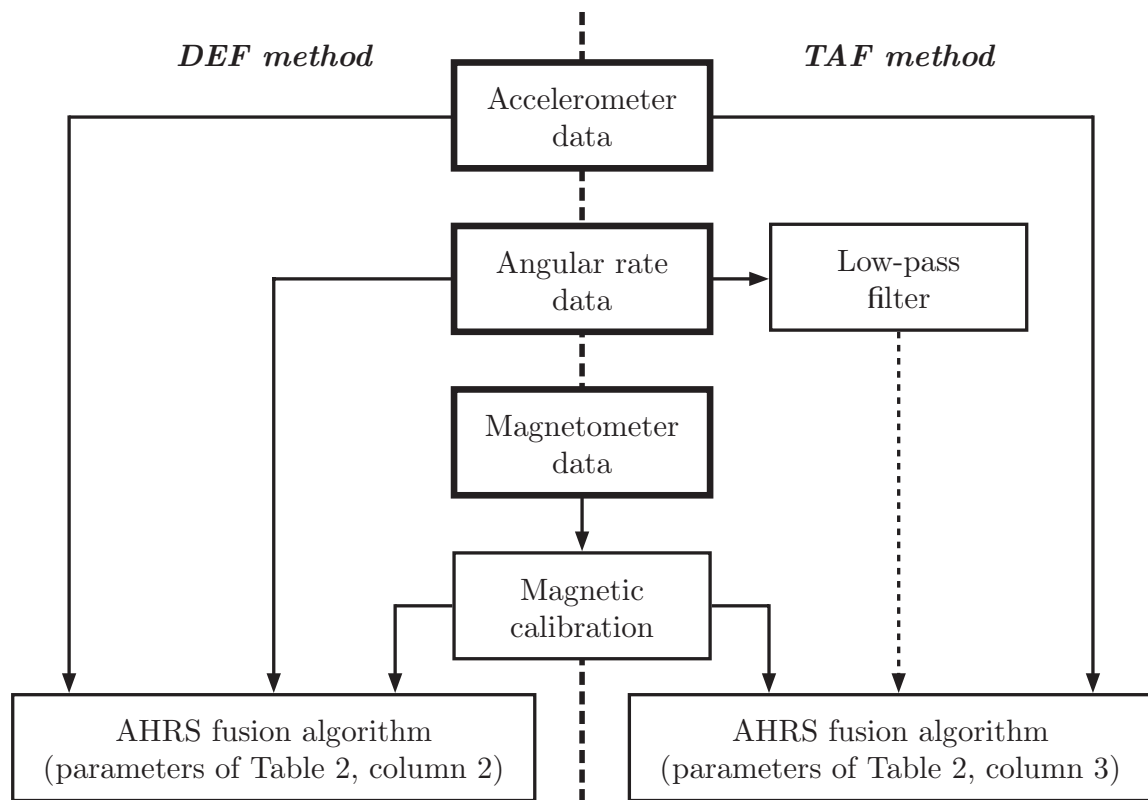 DEF method
TAF method
Accelerometer
data
Angular rate
data
Low-pass
filter
Magnetometer
data
Magnetic
calibration
AHRS fusion algorithm
(parameters of Table 2, column 2)
AHRS fusion algorithm
(parameters of Table 2, column 3)